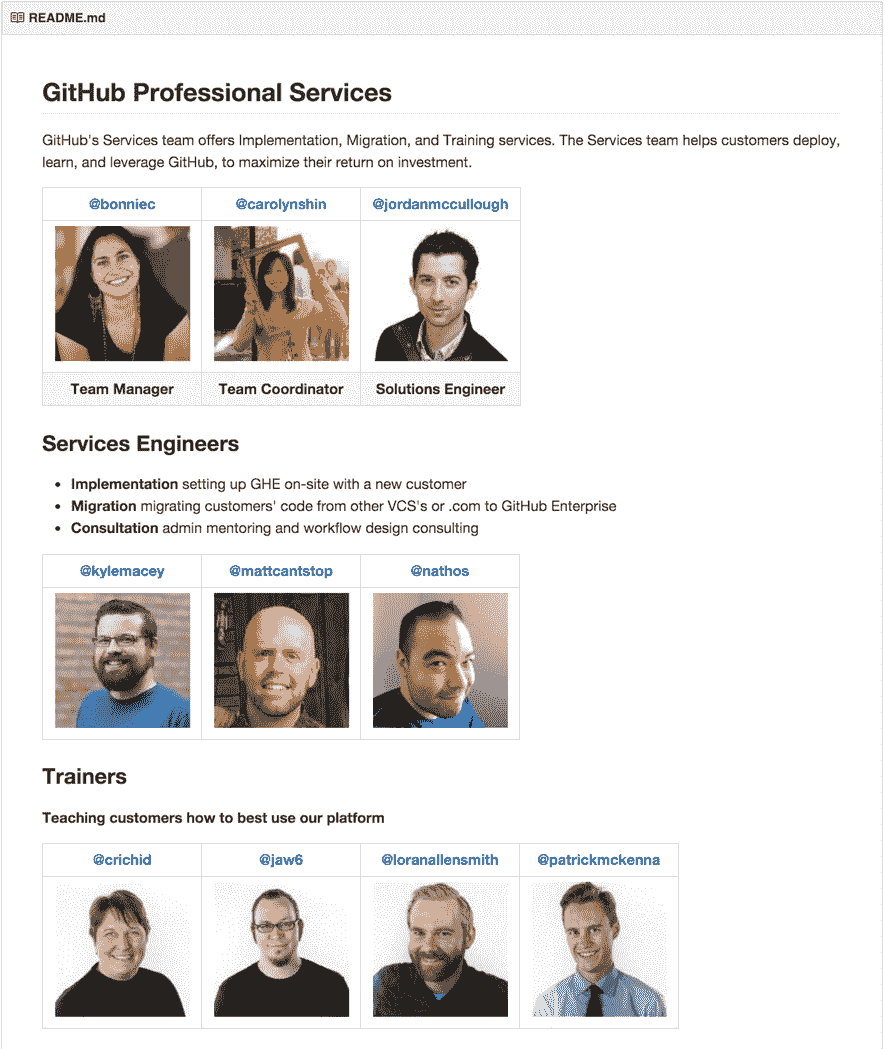 README.md
GitHub Professional Services
GitHub's Services team offers Implementation, Migration, and Training services. The Services team helps customers deploy,
learn, and leverage GitHub, to maximize their return on investment.
@bonniec @carolynshin @jordanmccullough
Team Manager Team Coordinator Solutions Engineer
Services Engineers
• Implementation setting up GHE on-site with a new customer
• Migration migrating customers' code from other VCS's or .com to GitHub Enterprise
• Consultation admin mentoring and workflow design consulting
@kylemacey @mattcantstop @nathos
Trainers
Teaching customers how to best use our platform
@crichid @jaw6 @loranallensmith @patrickmckenna